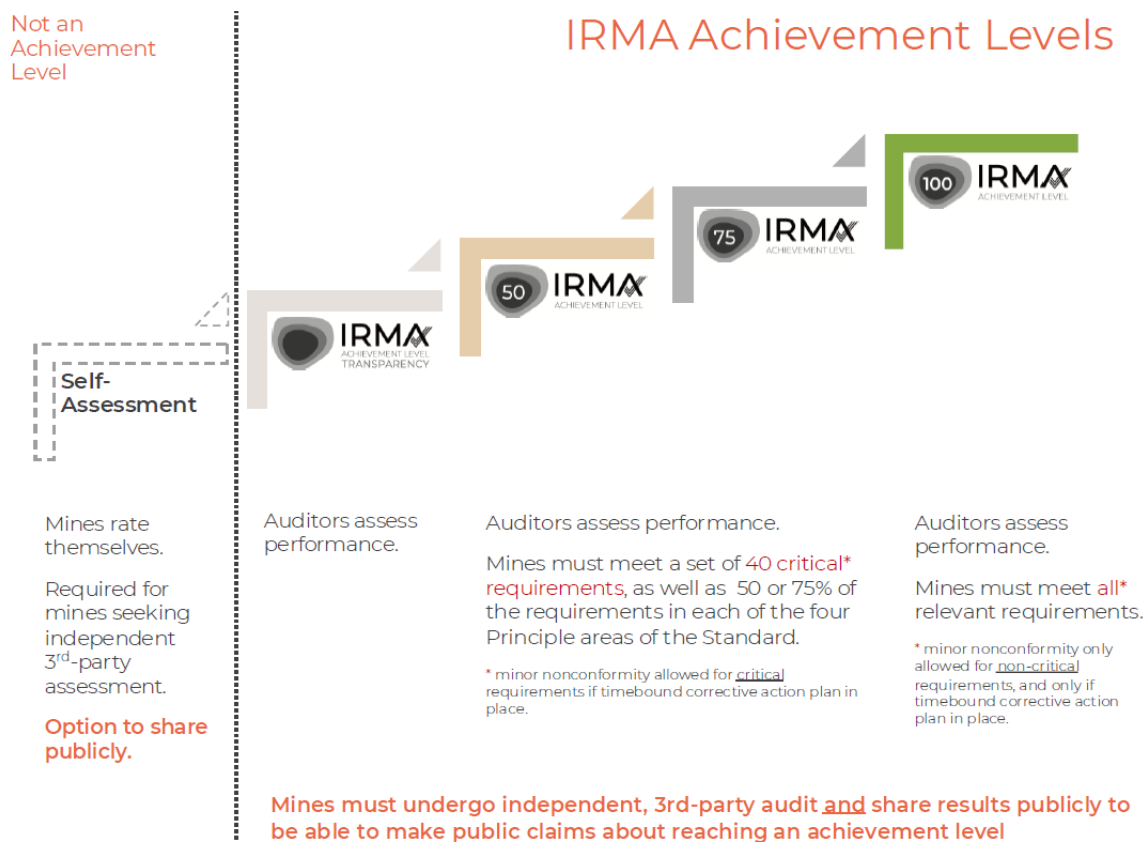 Not an
Achievement
Level
IRMA Achievement Levels
100
IRMA
ACHIEVEMENT LEVEL
75
IRMA
ACHIEVEMENT LEVEL
50
IRMA
ACHIEVEMENT LEVEL
IRMA
ACHIEVEMENT LEVEL
TRANSPARENCY
Self-
Assessment
Mines rate
themselves.
Required for
mines seeking
independent
3rd-party
assessment.
Option to share
publicly.
Auditors assess
performance.
Auditors assess performance.
Mines must meet a set of 40 critical*
requirements, as well as 50 or 75% of
the requirements in each of the four
Principle areas of the Standard.
* minor nonconformity allowed for critical
requirements if timebound corrective action plan in
place.
Auditors assess
performance.
Mines must meet all*
relevant requirements.
* minor nonconformity only
allowed for non-critical
requirements, and only if
timebound corrective action
plan in place.
Mines must undergo independent, 3rd-party audit and share results publicly to
be able to make public claims about reaching an achievement level